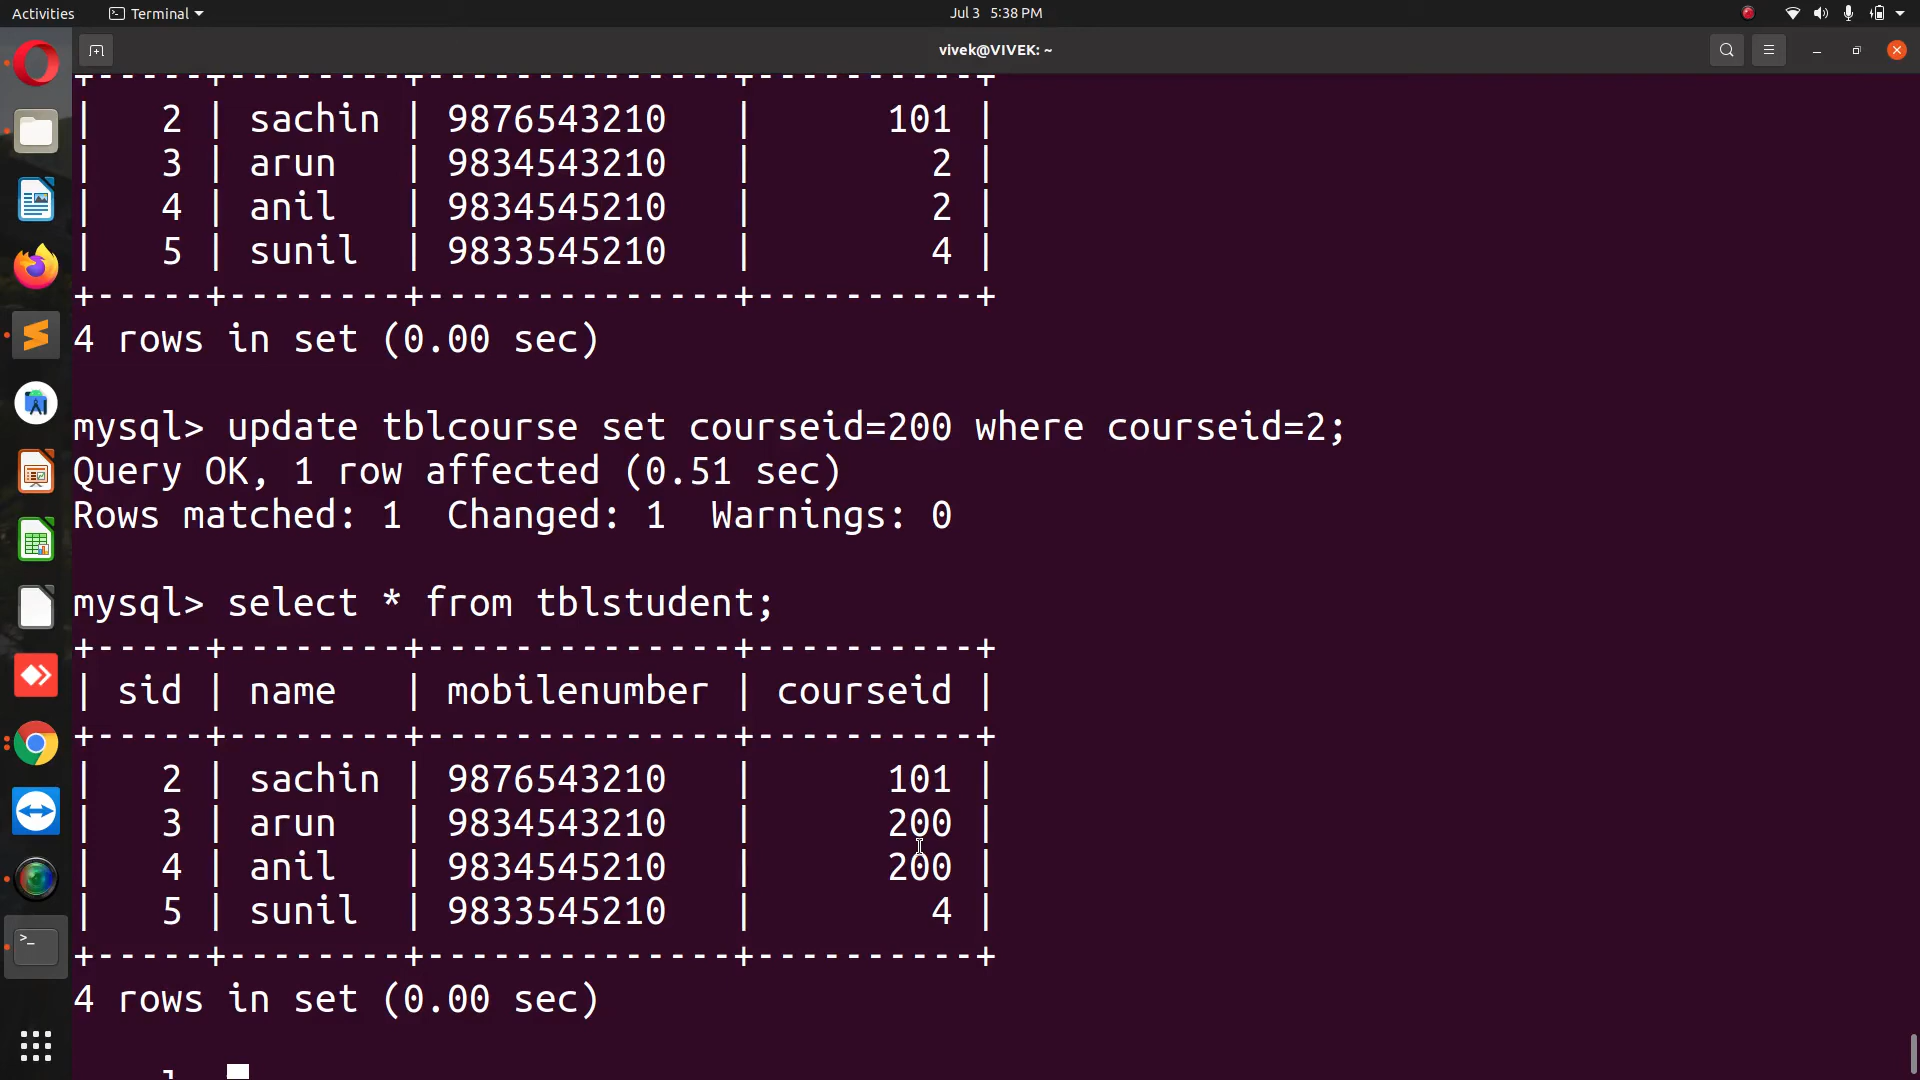 Activities Terminal Jul 3 5:38 PM
vivek@VIVEK: ~
+-----+--------+--------------+----------+
|   2 | sachin | 9876543210   |      101 |
|   3 | arun   | 9834543210   |        2 |
|   4 | anil   | 9834545210   |        2 |
|   5 | sunil  | 9833545210   |        4 |
+-----+--------+--------------+----------+
4 rows in set (0.00 sec)
mysql> update tblcourse set courseid=200 where courseid=2;
Query OK, 1 row affected (0.51 sec)
Rows matched: 1  Changed: 1  Warnings: 0
mysql> select * from tblstudent;
+-----+--------+--------------+----------+
| sid | name   | mobilenumber | courseid |
+-----+--------+--------------+----------+
|   2 | sachin | 9876543210   |      101 |
|   3 | arun   | 9834543210   |      200 |
|   4 | anil   | 9834545210   |      200 |
|   5 | sunil  | 9833545210   |        4 |
+-----+--------+--------------+----------+
4 rows in set (0.00 sec)